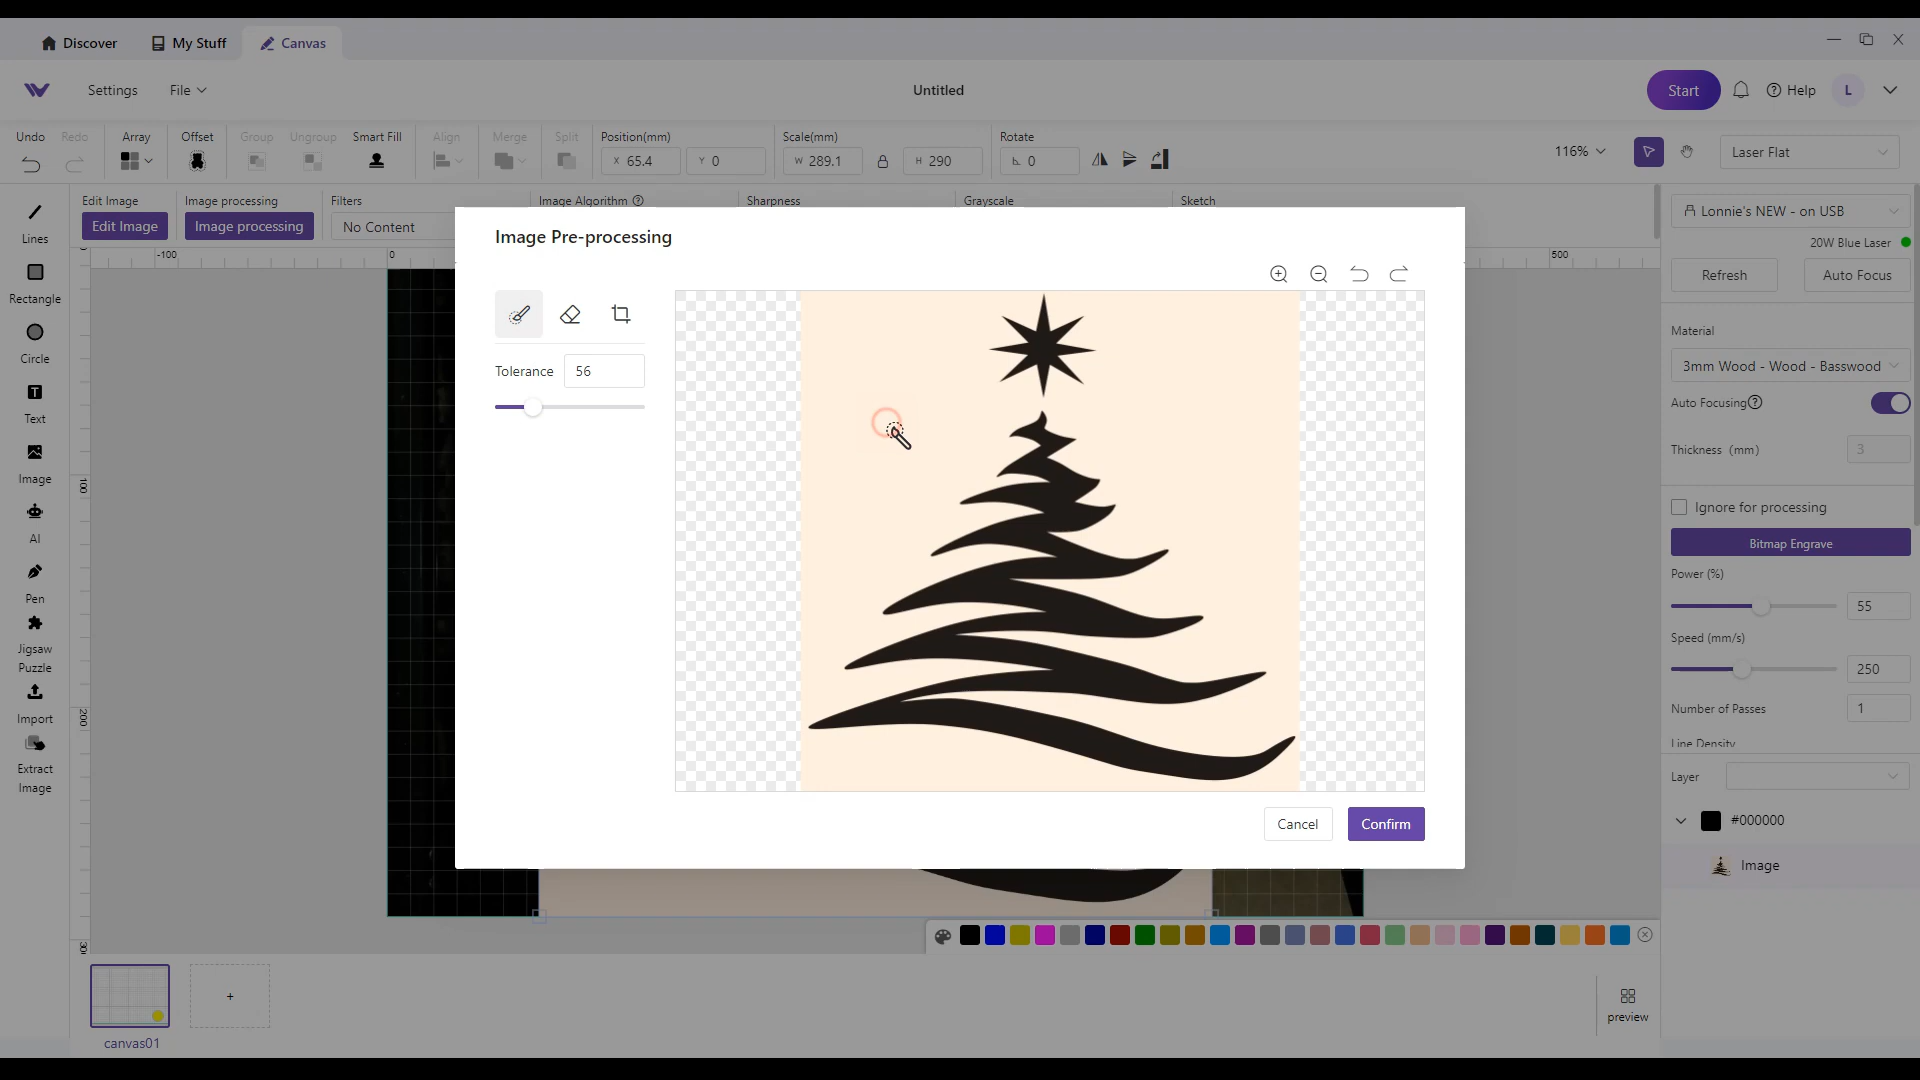 Discover
My Stuff
Canvas
Settings
File
Untitled
Start
Help
L
Undo
Redo
Array
Offset
Group
Ungroup
Smart Fill
Align
Merge
Split
Position(mm)
X 65.4
Y 0
Scale(mm)
W 289.1
H 290
Rotate
0
116%
Laser Flat
Edit Image
Edit Image
Image processing
Image processing
Filters
No Content
Image Algorithm
Sharpness
Grayscale
Sketch
Lines
Rectangle
Circle
Text
Image
AI
Pen
Jigsaw
Puzzle
Import
Extract
Image
-100
0
500
100
200
Image Pre-processing
Tolerance
56
Cancel
Confirm
Lonnie's NEW - on USB
20W Blue Laser
Refresh
Auto Focus
Material
3mm Wood - Wood - Basswood
Auto Focusing
Thickness (mm)
3
Ignore for processing
Bitmap Engrave
Power (%)
55
Speed (mm/s)
250
Number of Passes
1
Line Density
Layer
#000000
Image
+
canvas01
preview